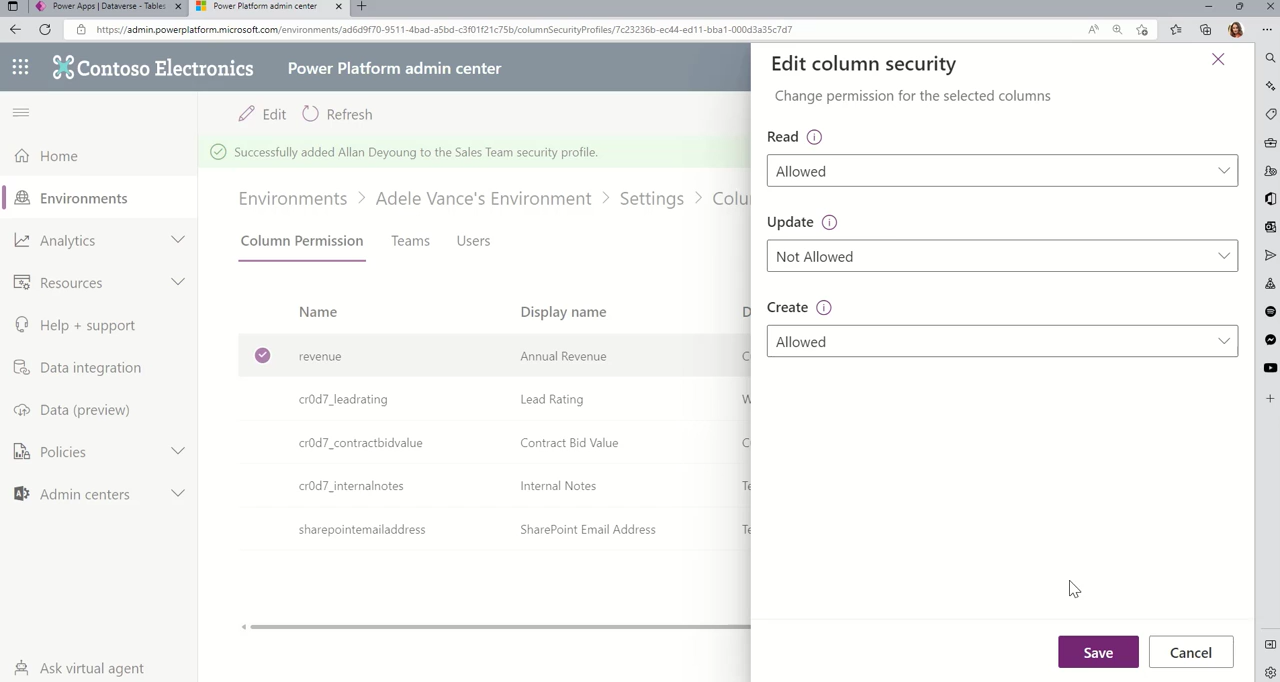 Power Apps | Dataverse - Tables
Power Platform admin center
https://admin.powerplatform.microsoft.com/environments/ad6d9f70-9511-4bad-a5bd-c3f01f21c75b/columnSecurityProfiles/7c23236b-ec44-ed11-bba1-000d3a35c7d7
Contoso Electronics
Power Platform admin center
Home
Environments
Analytics
Resources
Help + support
Data integration
Data (preview)
Policies
Admin centers
Ask virtual agent
Edit
Refresh
Successfully added Allan Deyoung to the Sales Team security profile.
Environments > Adele Vance's Environment > Settings > Colu
Column Permission Teams Users
Name Display name D
revenue Annual Revenue C
cr0d7_leadrating Lead Rating W
cr0d7_contractbidvalue Contract Bid Value
cr0d7_internalnotes Internal Notes Te
sharepointemailaddress SharePoint Email Address Te
Edit column security
Change permission for the selected columns
Read
Allowed
Update
Not Allowed
Create
Allowed
Save Cancel